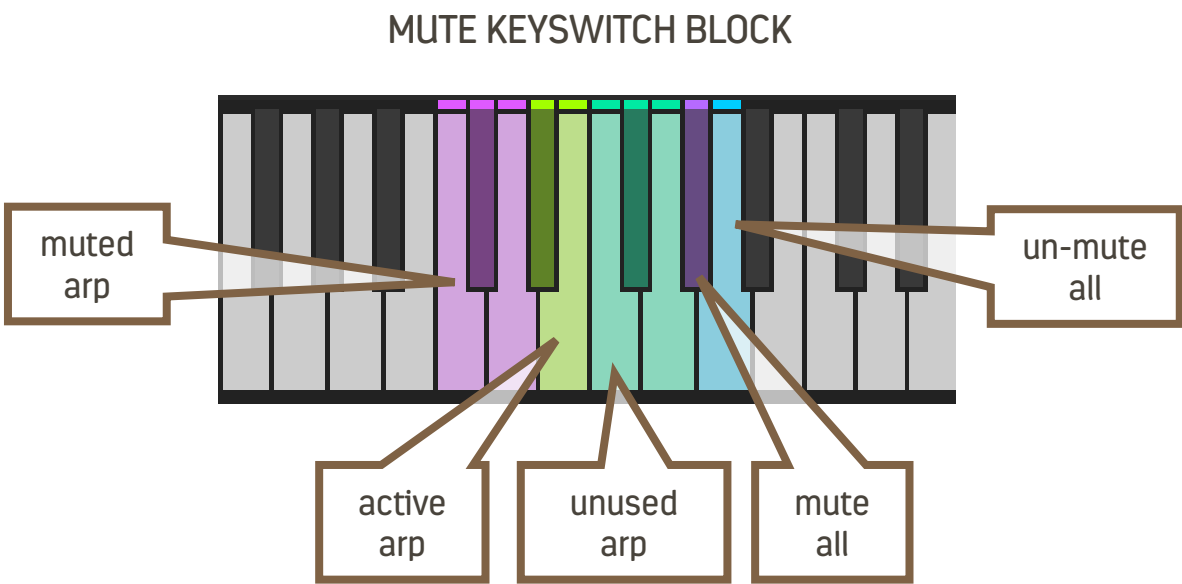 MUTE KEYSWITCH BLOCK
muted
arp
un-mute
all
active
arp
unused
arp
mute
all